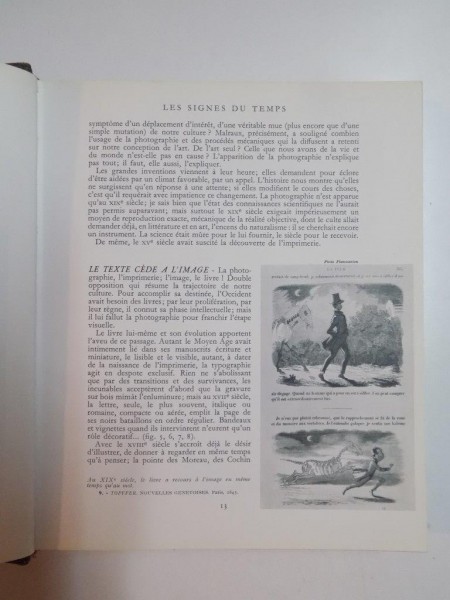 LES SIGNES DU TEMPS
symptôme d'un déplacement d'intérêt, d'une véritable mue (plus encore que d'une
simple mutation) de notre culture ? Malraux, précisément, a souligné combien
l'usage de la photographie et des procédés mécaniques qui la diffusent a retenti
sur notre conception de l'art. De l'art seul ? Celle que nous avons de la vie et
du monde n'est-elle pas en cause ? L'apparition de la photographie n'explique
pas tout; il faut, elle aussi, l'expliquer.
Les grandes inventions viennent à leur heure; elles demandent pour éclore
d'être aidées par un climat favorable, par un appel. L'histoire nous montre qu'elles
ne surgissent qu'en réponse à une attente; si elles modifient le cours des choses,
c'est qu'il requérait avec impatience ce changement. La photographie n'est apparue
qu'au XIXe siècle; je sais bien que l'état des connaissances scientifiques ne l'autait
pas permis auparavant; mais surtout le XIXe siècle exigeait impérieusement un
moyen de reproduction exacte, mécanique de la réalité objective, dont le culte allait
demander déjà, en littérature et en art, l'encens du naturalisme : il se cherchait encore
un instrument. La science était mûre pour le lui fournir, le siècle pour le recevoir.
De même, le XVe siècle avait suscité la découverte de l'imprimerie.
LE TEXTE CÈDE A L'IMAGE - La photo-
graphie, l'imprimerie; l'image, le livre ! Double
opposition qui résume la trajectoire de notre
culture. Pour accomplir sa destinée, l'Occident
avait besoin des livres; par leur prolifération, par
leur règne, il contut sa phase intellectuelle; mais
il lui fallut la photographie pour franchir l'étape
visuelle.
Le livre lui-même et son évolution apportent
l'aveu de ce passage. Autant le Moyen Age avait
intimement lié dans ses manuscrits écriture et
miniature, le lisible et le visible, autant, à dater
de la naissance de l'imprimerie, la typographie
agit en despote exclusif. Rien ne s'abolissant
que par des transitions et des survivances, les
incunables acceptèrent d'abord que la gravure
sur bois mimât l'enluminure; mais au XVIIe siècle,
la lettre, seule, le plus souvent, italique ou
romaine, compacte ou aérée, emplit la page de
ses noirs bataillons en ordre régulier. Bandeaux
et vignettes quand ils interviennent n'eurent qu'un
rôle décoratif... (fig. 5, 6, 7, 8).
Avec le XVIIIe siècle s'accroît déjà le désir
d'illustrer, de donner à regarder en même temps
qu'à penser; la pointe des Moreau, des Cochin
Au XIXe siècle, le livre a recours à l'image en même
temps qu'au mot.
9. - TŒPFFER. NOUVELLES GENEVOISES. Paris, 1845.
13